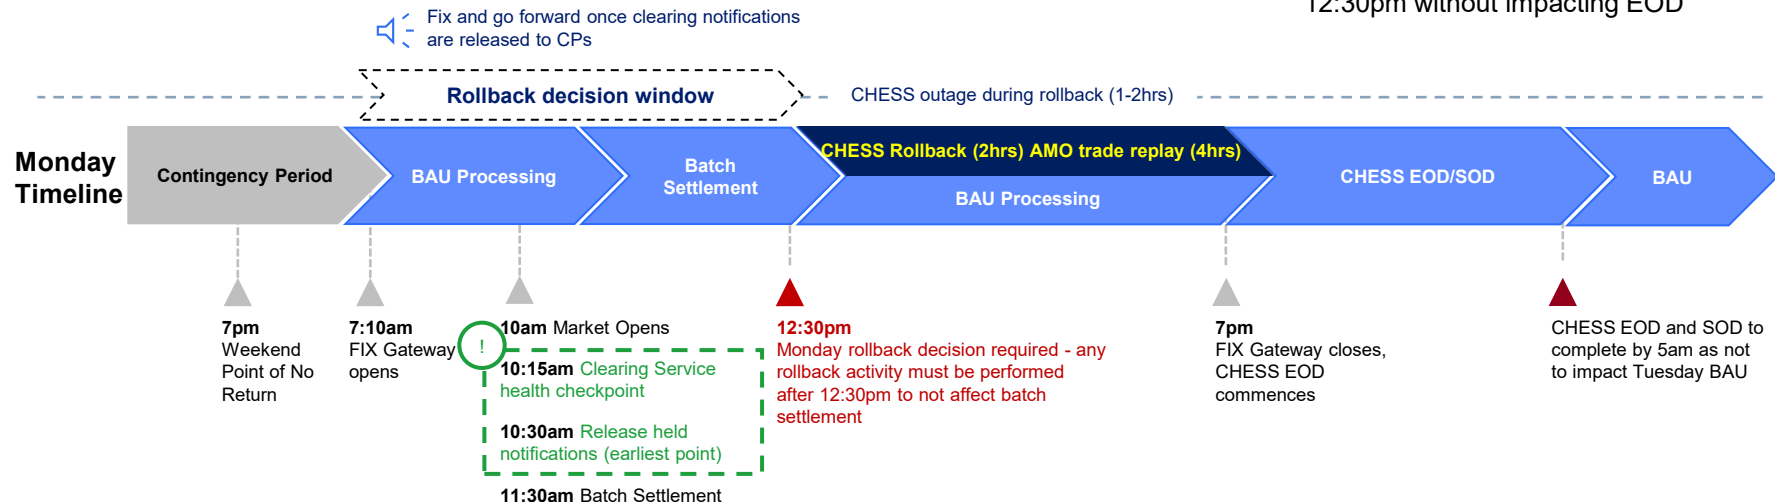 12:30pm without impacting EOD
Fix and go forward once clearing notifications
are released to CPs
Rollback decision window
CHESS outage during rollback (1-2hrs)
Monday
Timeline
Contingency Period
BAU Processing
Batch
Settlement
CHESS Rollback (2hrs) AMO trade replay (4hrs)
BAU Processing
CHESS EOD/SOD
BAU
7pm
Weekend
Point of No
Return
7:10am
FIX Gateway
opens
!
10am Market Opens
10:15am Clearing Service
health checkpoint
10:30am Release held
notifications (earliest point)
11:30am Batch Settlement
12:30pm
Monday rollback decision required - any
rollback activity must be performed
after 12:30pm to not affect batch
settlement
7pm
FIX Gateway closes,
CHESS EOD
commences
CHESS EOD and SOD to
complete by 5am as not
to impact Tuesday BAU